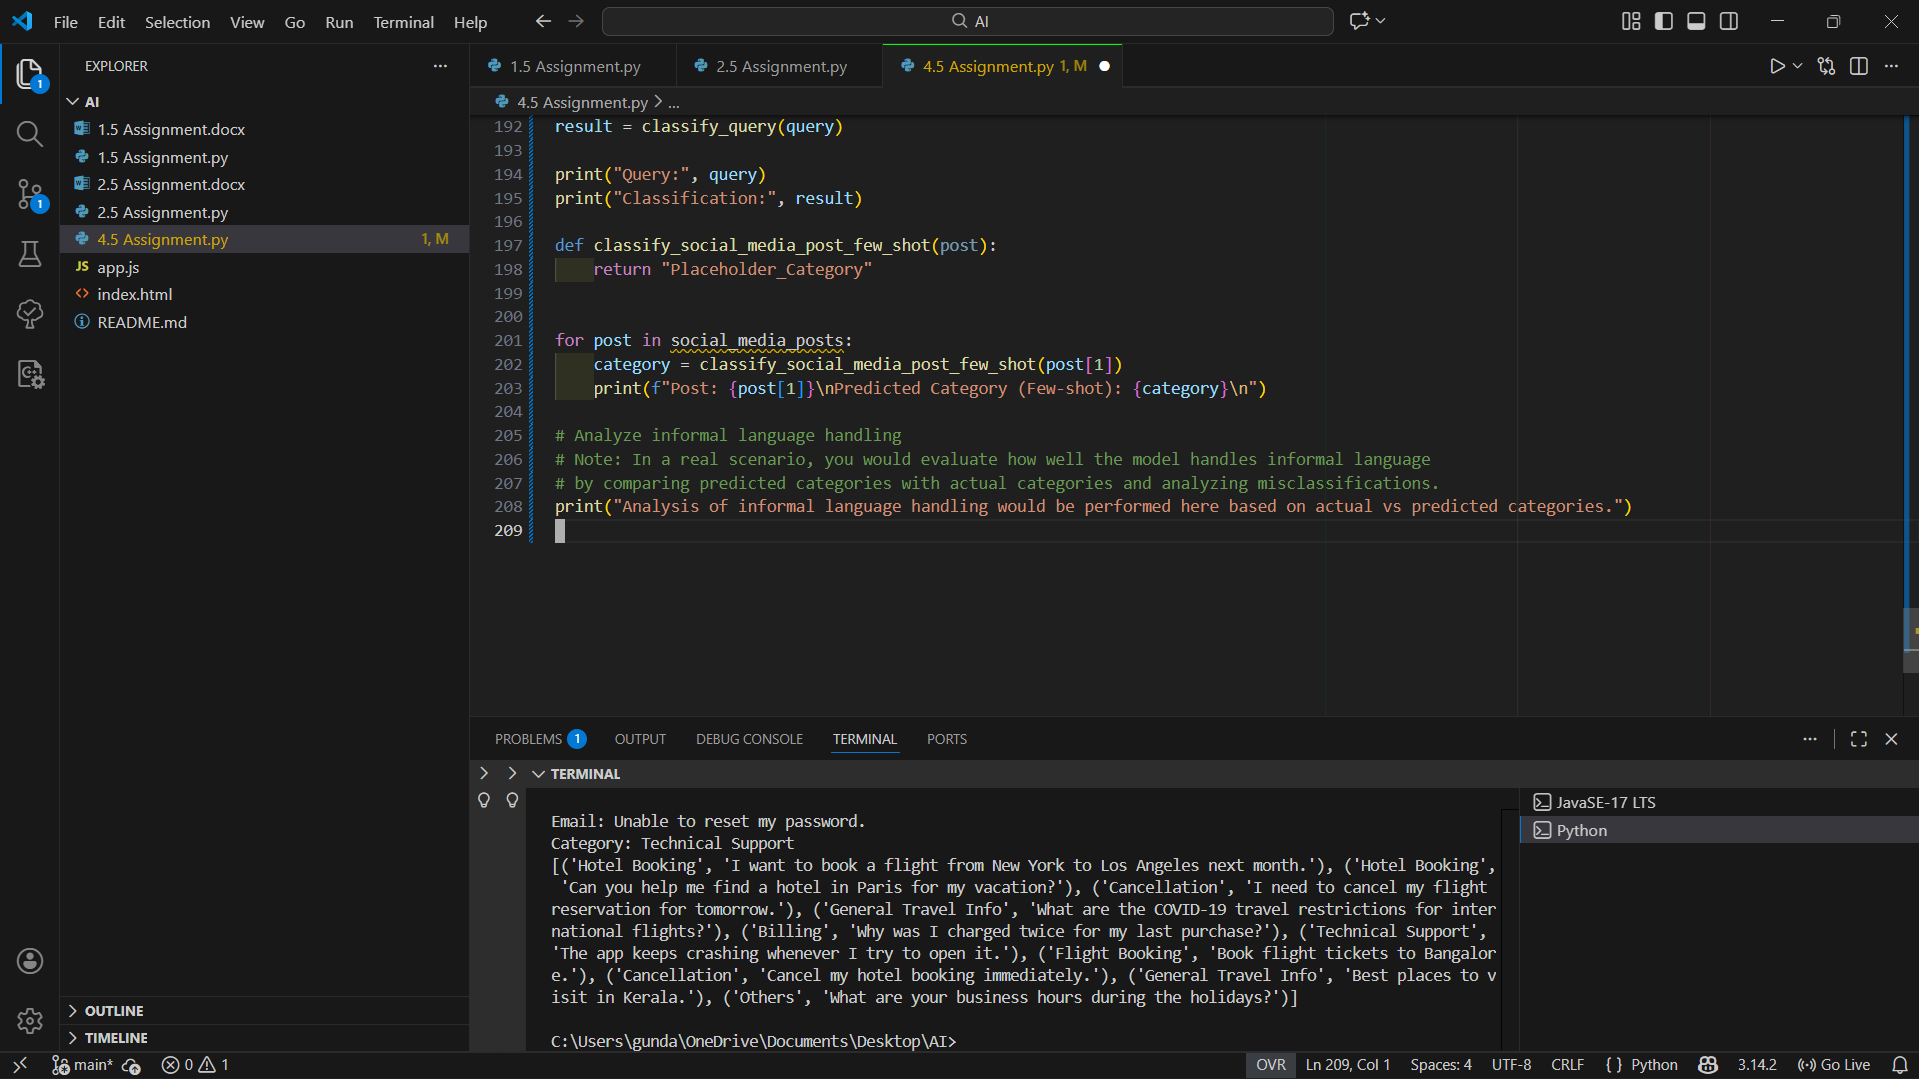 File Edit Selection View Go Run Terminal Help
AI
EXPLORER
AI
1.5 Assignment.docx
1.5 Assignment.py
2.5 Assignment.docx
2.5 Assignment.py
4.5 Assignment.py 1, M
JS app.js
<> index.html
README.md
OUTLINE
TIMELINE
1
1
1.5 Assignment.py
2.5 Assignment.py
4.5 Assignment.py 1, M
4.5 Assignment.py > ...
192 result = classify_query(query)
193
194 print("Query:", query)
195 print("Classification:", result)
196
197 def classify_social_media_post_few_shot(post):
198     return "Placeholder_Category"
199
200
201 for post in social_media_posts:
202     category = classify_social_media_post_few_shot(post[1])
203     print(f"Post: {post[1]}\nPredicted Category (Few-shot): {category}\n")
204
205 # Analyze informal language handling
206 # Note: In a real scenario, you would evaluate how well the model handles informal language
207 # by comparing predicted categories with actual categories and analyzing misclassifications.
208 print("Analysis of informal language handling would be performed here based on actual vs predicted categories.")
209
PROBLEMS 1 OUTPUT DEBUG CONSOLE TERMINAL PORTS
TERMINAL
Email: Unable to reset my password.
Category: Technical Support
[('Hotel Booking', 'I want to book a flight from New York to Los Angeles next month.'), ('Hotel Booking',
 'Can you help me find a hotel in Paris for my vacation?'), ('Cancellation', 'I need to cancel my flight
reservation for tomorrow.'), ('General Travel Info', 'What are the COVID-19 travel restrictions for inter
national flights?'), ('Billing', 'Why was I charged twice for my last purchase?'), ('Technical Support',
'The app keeps crashing whenever I try to open it.'), ('Flight Booking', 'Book flight tickets to Bangalor
e.'), ('Cancellation', 'Cancel my hotel booking immediately.'), ('General Travel Info', 'Best places to v
isit in Kerala.'), ('Others', 'What are your business hours during the holidays?')]
C:\Users\gunda\OneDrive\Documents\Desktop\AI>
JavaSE-17 LTS
Python
main* 0 1 OVR Ln 209, Col 1 Spaces: 4 UTF-8 CRLF { } Python 3.14.2 Go Live